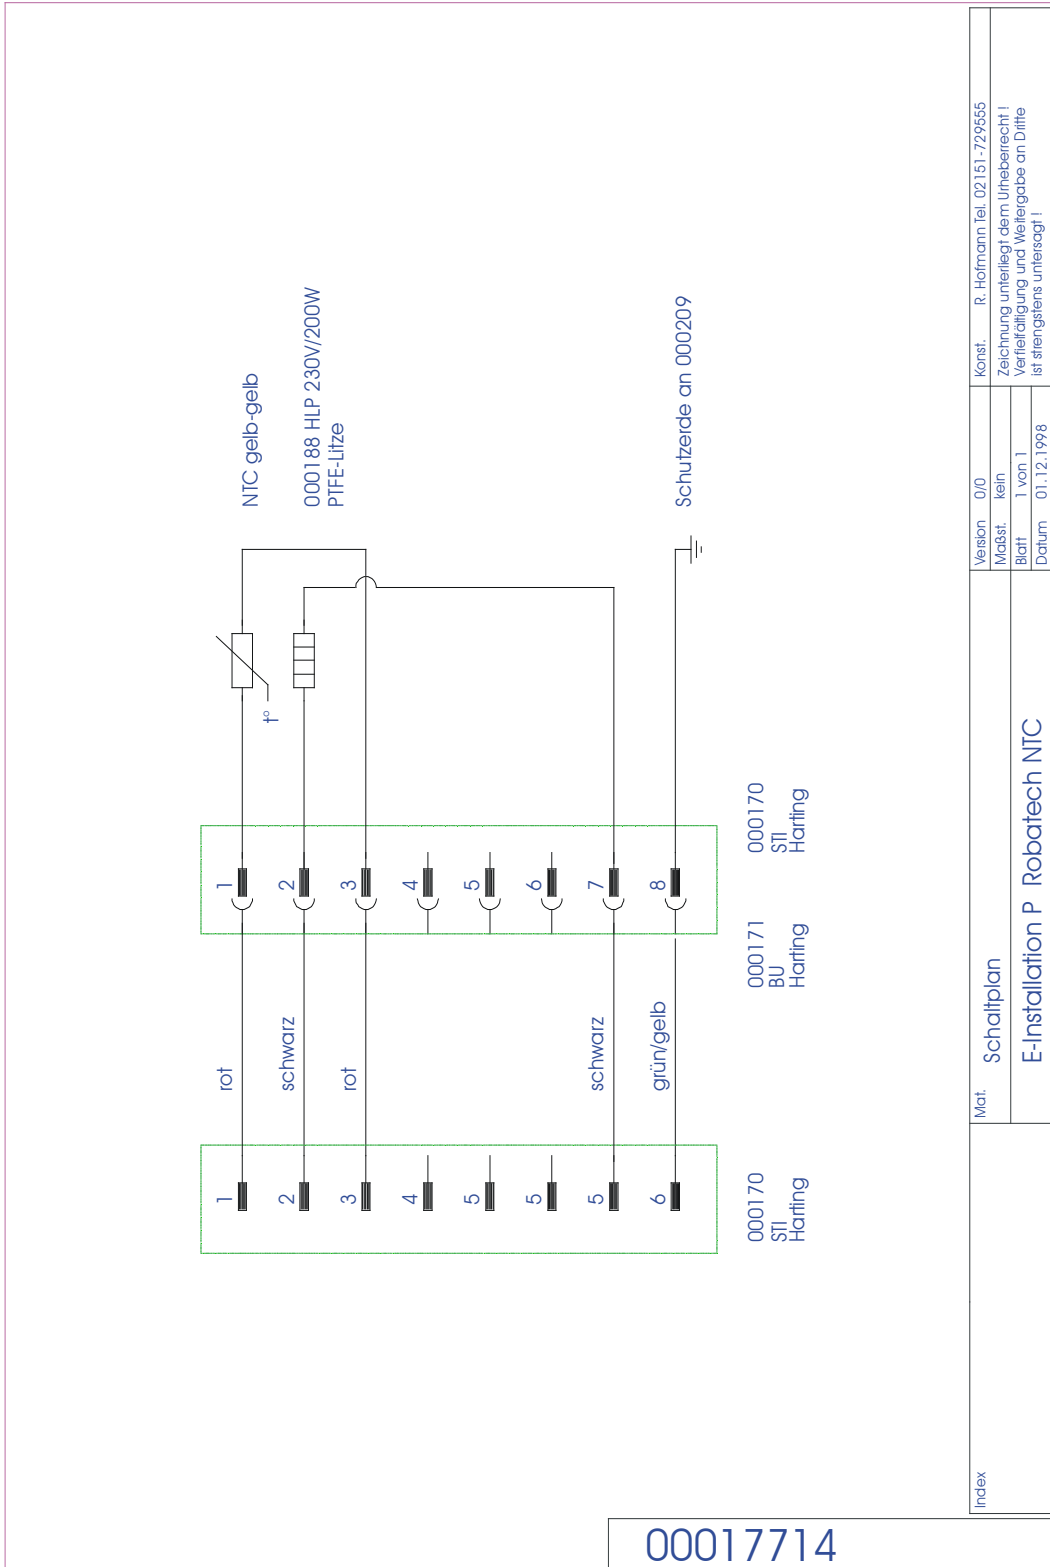 NTC gelb-gelb
000188 HLP 230V/200W
PTFE-Litze
Schutzerde an 000209
t°
1
2
3
4
5
6
7
8
000170
STI
Harting
000171
BU
Harting
rot
schwarz
rot
schwarz
grün/gelb
1
2
3
4
5
5
5
6
000170
STI
Harting
Index
Mat. Schaltplan
E-Installation P Robatech NTC
Version 0/0
Maßst. kein
Blatt 1 von 1
Datum 01.12.1998
Konst. R. Hofmann Tel. 02151-729555
Zeichnung unterliegt dem Urheberrecht !
Verfielfältigung und Weitergabe an Dritte
ist strengstens untersagt !
00017714